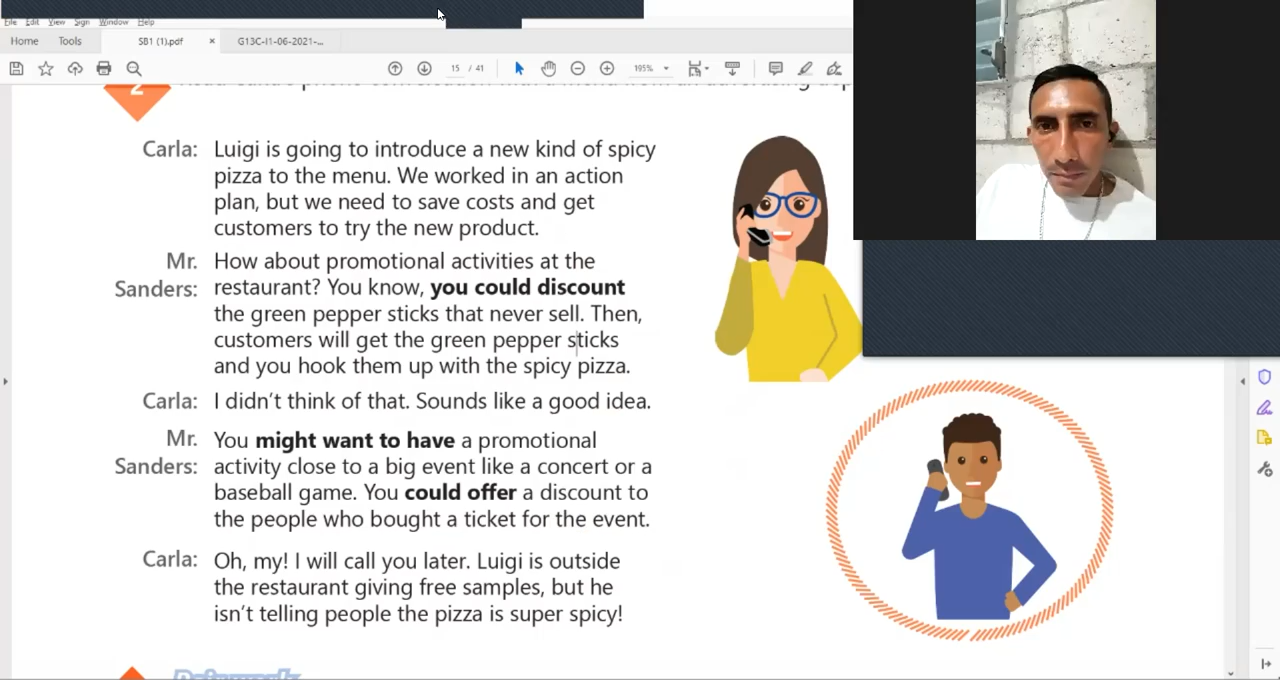 File Edit View Sign Window Help
Home Tools SB1 (1).pdf × G13C-I1-06-2021-...
15 / 41 195%
2
Carla: Luigi is going to introduce a new kind of spicy
pizza to the menu. We worked in an action
plan, but we need to save costs and get
customers to try the new product.
Mr. How about promotional activities at the
Sanders: restaurant? You know, you could discount
the green pepper sticks that never sell. Then,
customers will get the green pepper sticks
and you hook them up with the spicy pizza.
Carla: I didn't think of that. Sounds like a good idea.
Mr. You might want to have a promotional
Sanders: activity close to a big event like a concert or a
baseball game. You could offer a discount to
the people who bought a ticket for the event.
Carla: Oh, my! I will call you later. Luigi is outside
the restaurant giving free samples, but he
isn't telling people the pizza is super spicy!